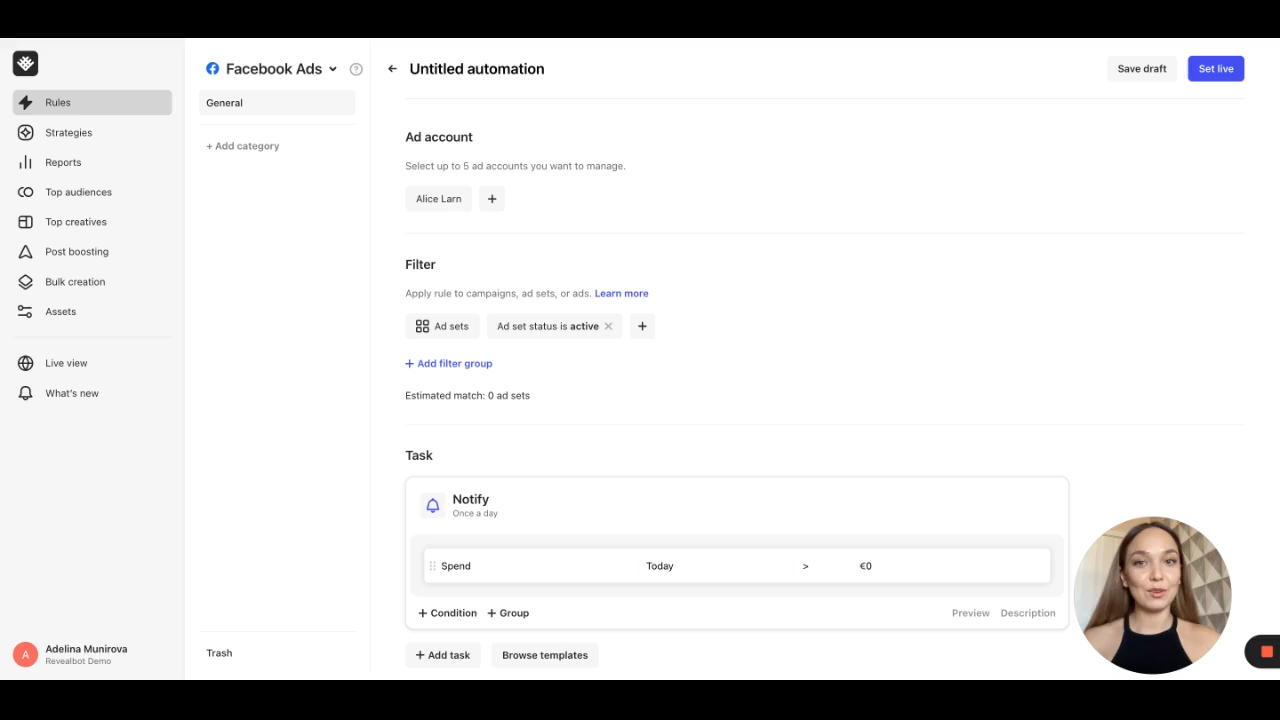 Rules
Strategies
Reports
Top audiences
Top creatives
Post boosting
Bulk creation
Assets
Live view
What's new
A
Adelina Munirova
Revealbot Demo
Facebook Ads
?
General
+ Add category
Trash
Untitled automation
Save draft
Set live
Ad account
Select up to 5 ad accounts you want to manage.
Alice Larn +
Filter
Apply rule to campaigns, ad sets, or ads. Learn more
Ad sets Ad set status is active × +
+ Add filter group
Estimated match: 0 ad sets
Task
Notify
Once a day
Spend Today > €0
+ Condition + Group Preview Description
+ Add task Browse templates